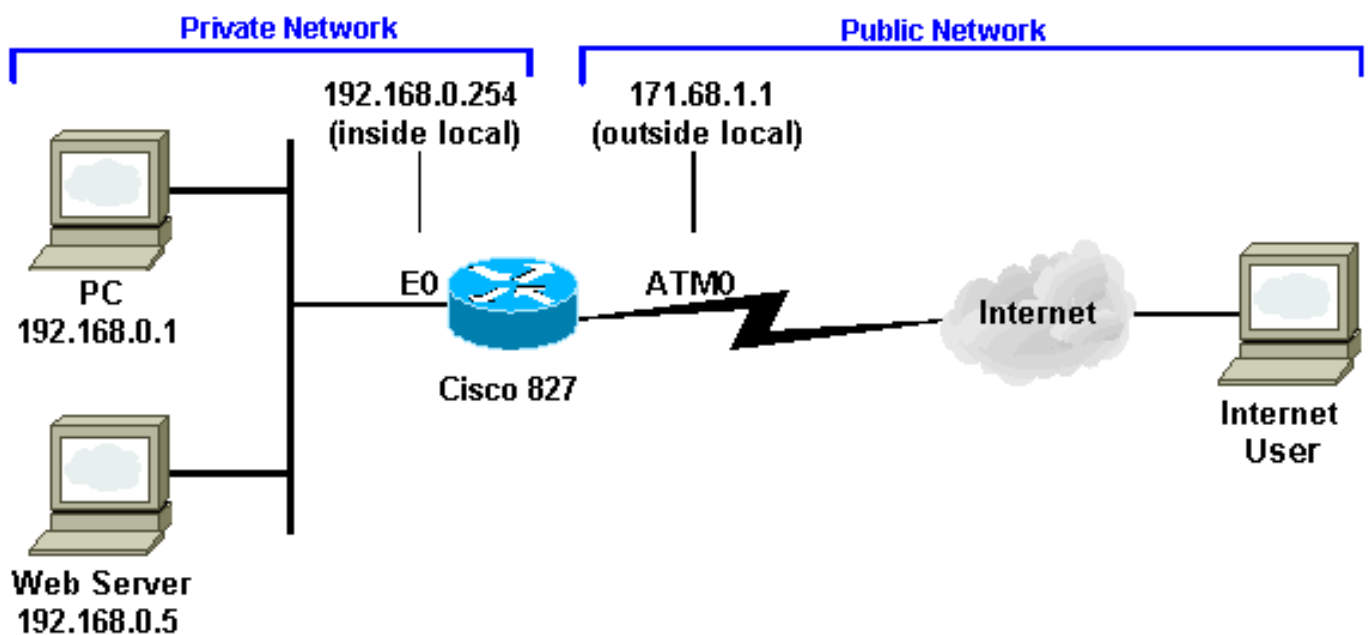 Private Network
Public Network
192.168.0.254
(inside local)
171.68.1.1
(outside local)
PC
192.168.0.1
E0
ATM0
Cisco 827
Internet
Internet
User
Web Server
192.168.0.5